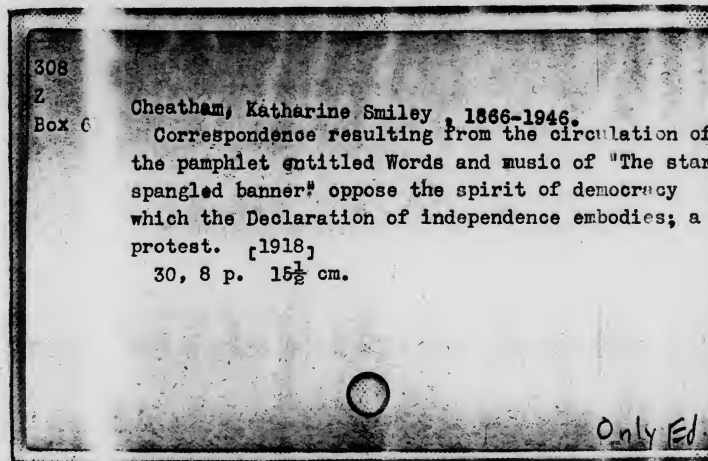 308
Z
Box 6
Cheatham, Katharine Smiley , 1866-1946.
Correspondence resulting from the circulation of
the pamphlet entitled Words and music of "The star
spangled banner" oppose the spirit of democracy
which the Declaration of independence embodies; a
protest. [1918]
30, 8 p. 15½ cm.
Only Ed.